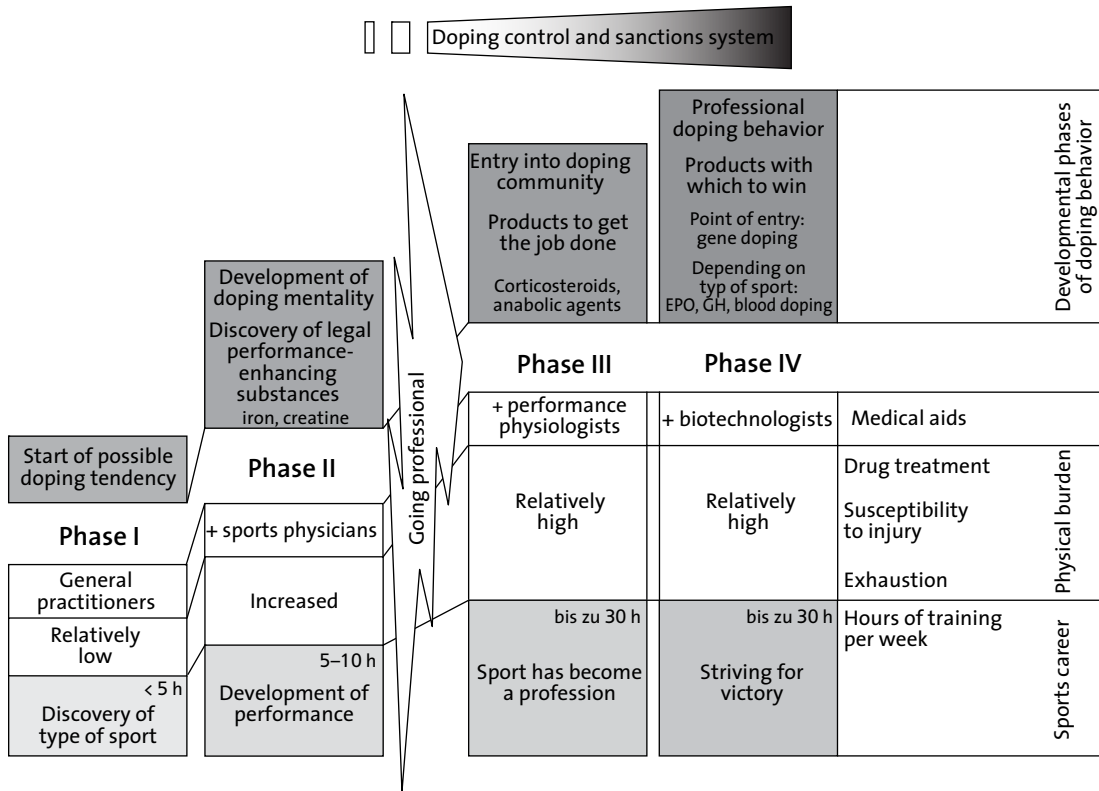 Doping control and sanctions system
Start of possible
doping tendency
Phase I
General
practitioners
Relatively
low
< 5 h
Discovery of
type of sport
Development of
doping mentality
Discovery of legal
performance-
enhancing
substances
iron, creatine
Phase II
+ sports physicians
Increased
5–10 h
Development of
performance
Going professional
Entry into doping
community
Products to get
the job done
Corticosteroids,
anabolic agents
Phase III
+ performance
physiologists
Relatively
high
bis zu 30 h
Sport has become
a profession
Professional
doping behavior
Products with
which to win
Point of entry:
gene doping
Depending on
typ of sport:
EPO, GH, blood doping
Phase IV
+ biotechnologists
Relatively
high
bis zu 30 h
Striving for
victory
Medical aids
Drug treatment
Susceptibility
to injury
Exhaustion
Hours of training
per week
Developmental phases
of doping behavior
Physical burden
Sports career